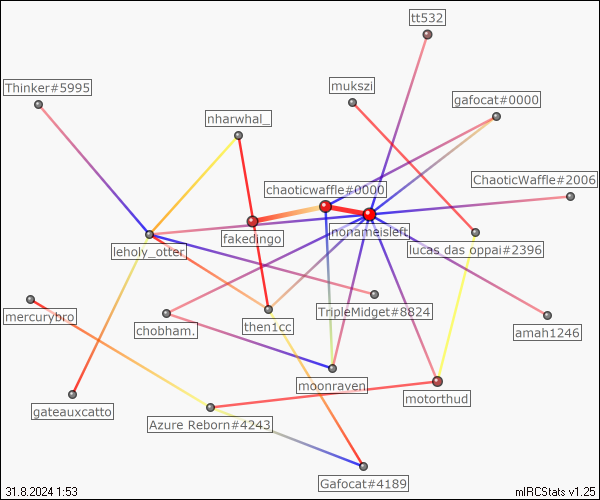 tt532
Thinker#5995
mukszi
gafocat#0000
nharwhal_
ChaoticWaffle#2006
chaoticwaffle#0000
nonameisleft
fakedingo
lucas das oppai#2396
leholy_otter
mercurybro
TripleMidget#8824
chobham.
then1cc
amah1246
moonraven
motorthud
gateauxcatto
Azure Reborn#4243
Gafocat#4189
31.8.2024 1:53
mIRCStats v1.25